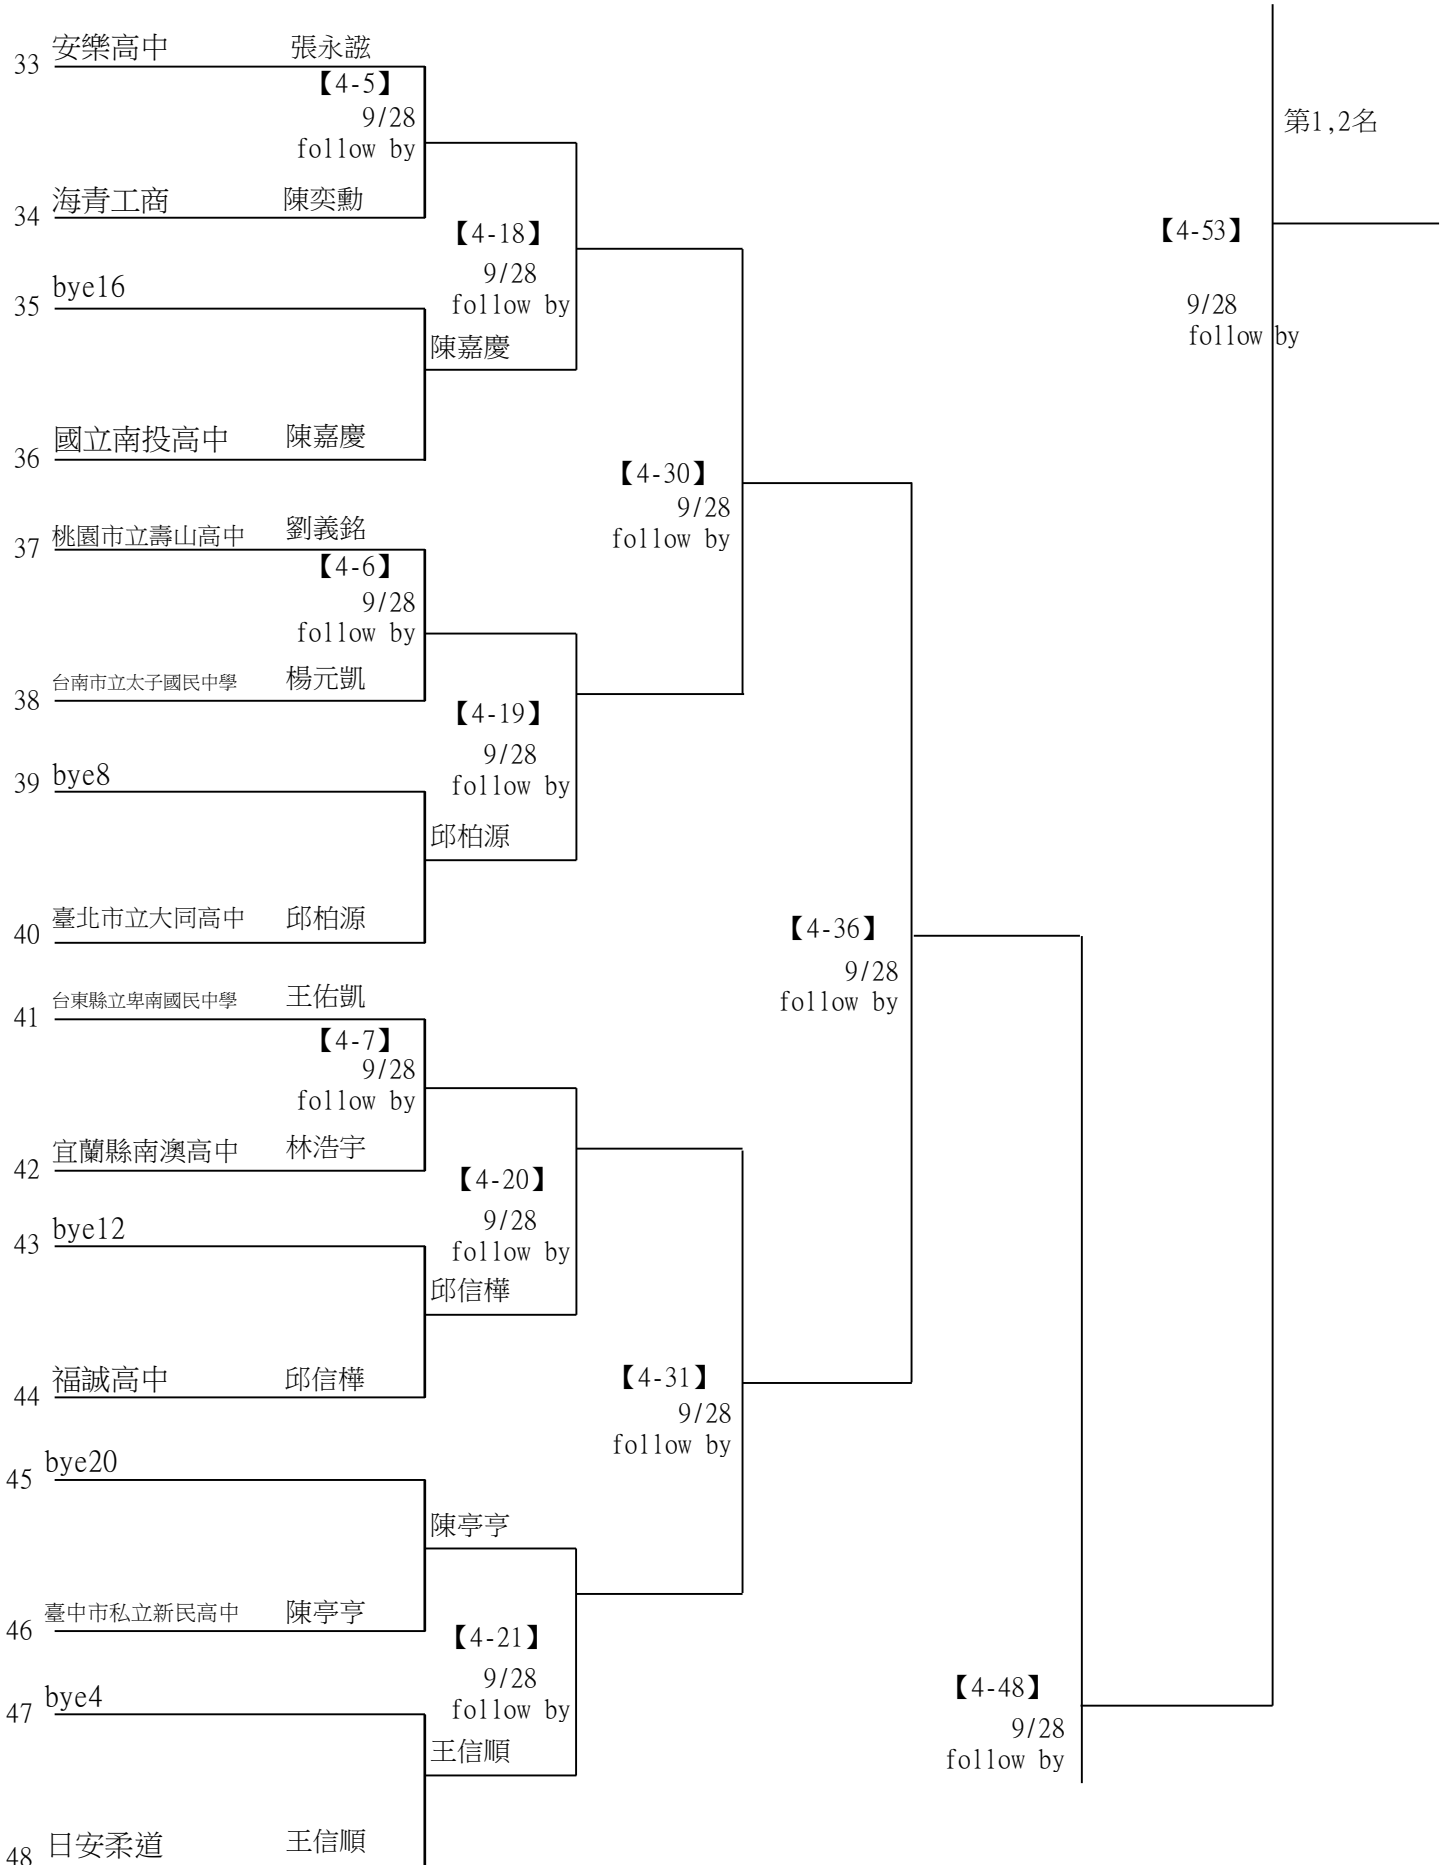 安樂高中 張永諮
33
【4-5】
9/28
follow by
第1,2名
海青工商 陳奕勳
34
【4-18】
【4-53】
9/28
follow by
bye16
35
9/28
follow by
陳嘉慶
國立南投高中 陳嘉慶
36
【4-30】
9/28
follow by
桃園市立壽山高中 劉義銘
37
【4-6】
9/28
follow by
台南市立太子國民中學 楊元凱
38
【4-19】
9/28
follow by
bye8
39
邱柏源
臺北市立大同高中 邱柏源
40
【4-36】
9/28
follow by
台東縣立卑南國民中學 王佑凱
41
【4-7】
9/28
follow by
宜蘭縣南澳高中 林浩宇
42
【4-20】
9/28
follow by
bye12
43
邱信樺
福誠高中 邱信樺
44
【4-31】
9/28
follow by
bye20
45
陳亭亨
臺中市私立新民高中 陳亭亨
46
【4-21】
9/28
follow by
bye4
47
【4-48】
9/28
follow by
王信順
日安柔道 王信順
48